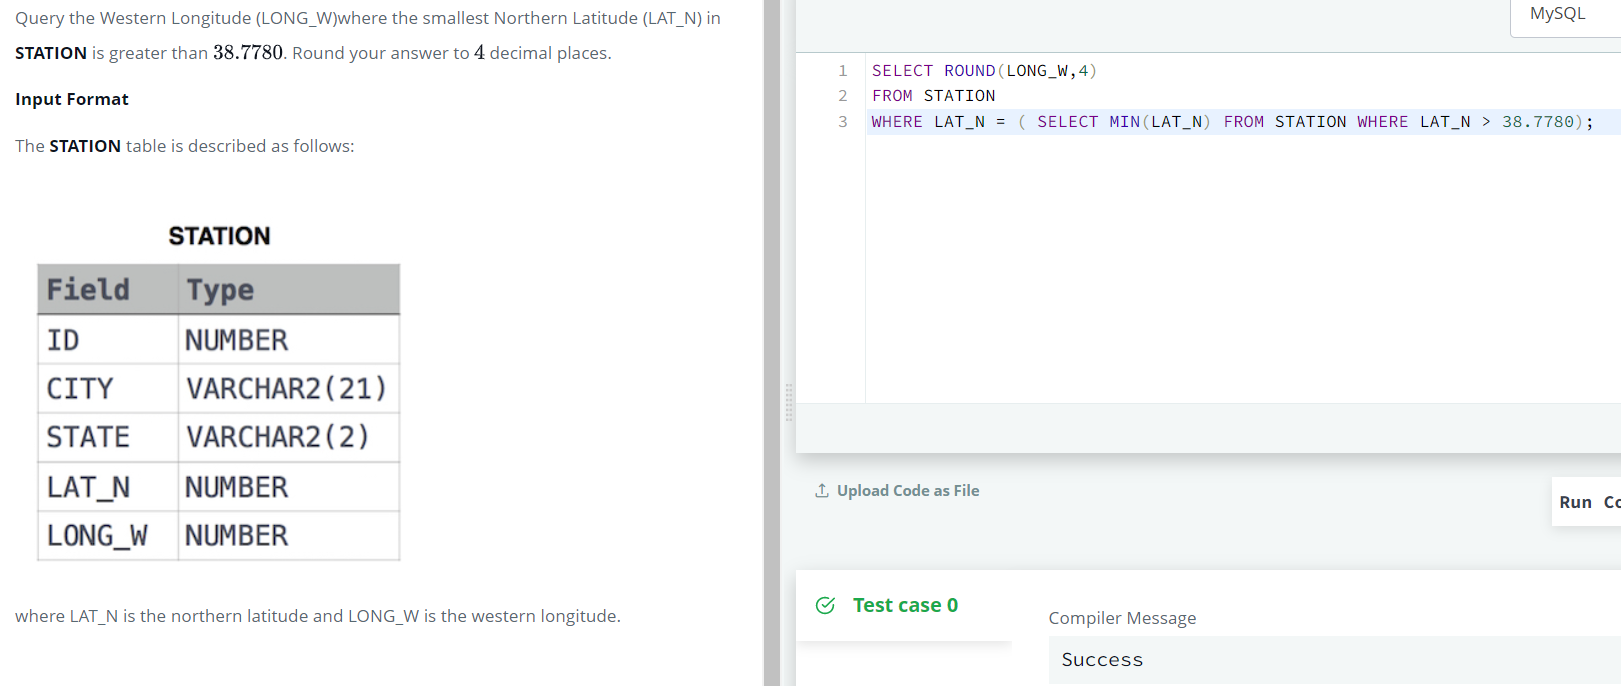 Query the Western Longitude (LONG_W)where the smallest Northern Latitude (LAT_N) in
STATION is greater than 38.7780. Round your answer to 4 decimal places.
Input Format
The STATION table is described as follows:
STATION
Field Type
ID NUMBER
CITY VARCHAR2(21)
STATE VARCHAR2(2)
LAT_N NUMBER
LONG_W NUMBER
where LAT_N is the northern latitude and LONG_W is the western longitude.
MySQL
1 SELECT ROUND(LONG_W,4)
2 FROM STATION
3 WHERE LAT_N = ( SELECT MIN(LAT_N) FROM STATION WHERE LAT_N > 38.7780);
Upload Code as File
Run Co
Test case 0
Compiler Message
Success